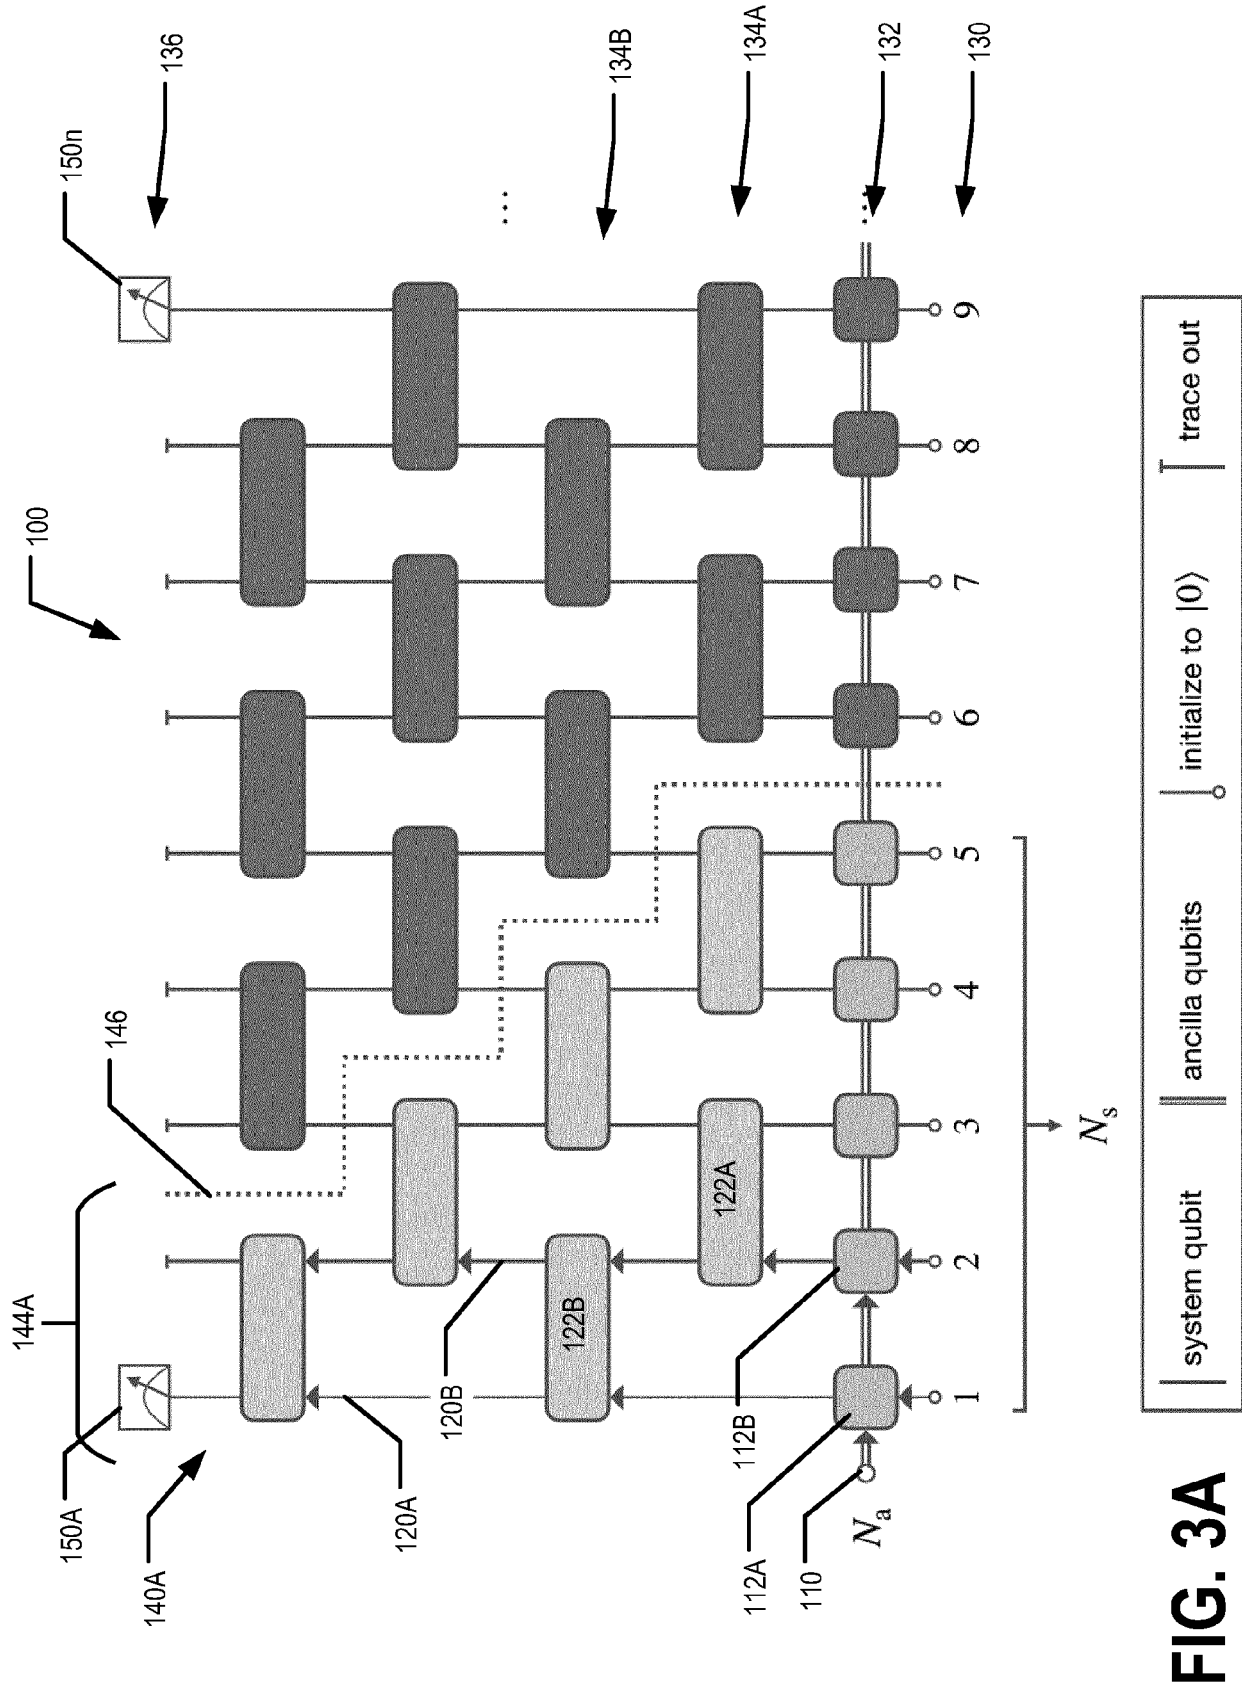 100
144A
146
136
150A
150n
140A
120A
120B
134B
134A
132
130
122B
122A
112B
112A
110
Nₐ
...
...
1 2 3 4 5 6 7 8 9
Nₛ
system qubit
ancilla qubits
initialize to |0⟩
trace out
FIG. 3A